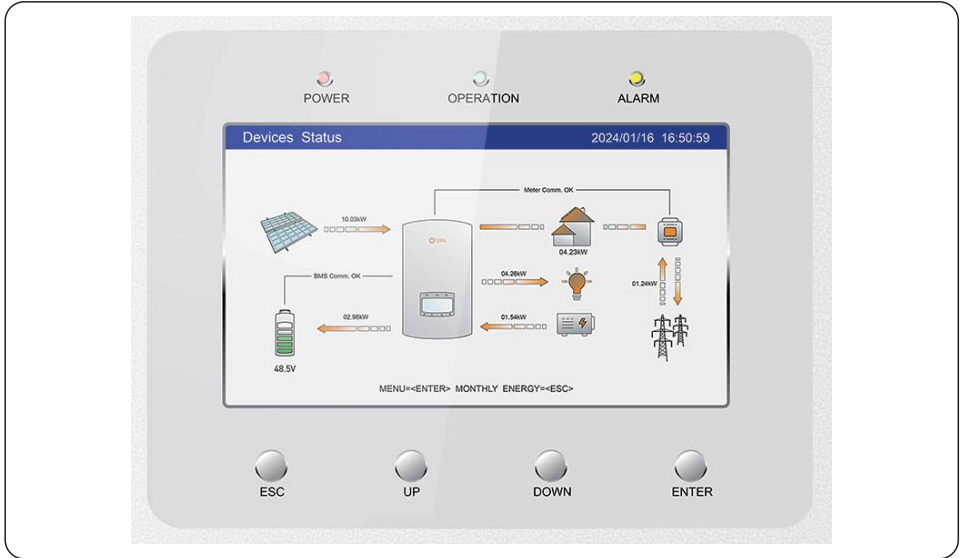 POWER
OPERATION
ALARM
Devices Status
2024/01/16 16:50:59
Meter Comm. OK
10.03kW
04.23kW
BMS Comm. OK
04.26kW
01.24kW
02.96kW
01.54kW
48.5V
MENU=<ENTER> MONTHLY ENERGY=<ESC>
ESC
UP
DOWN
ENTER